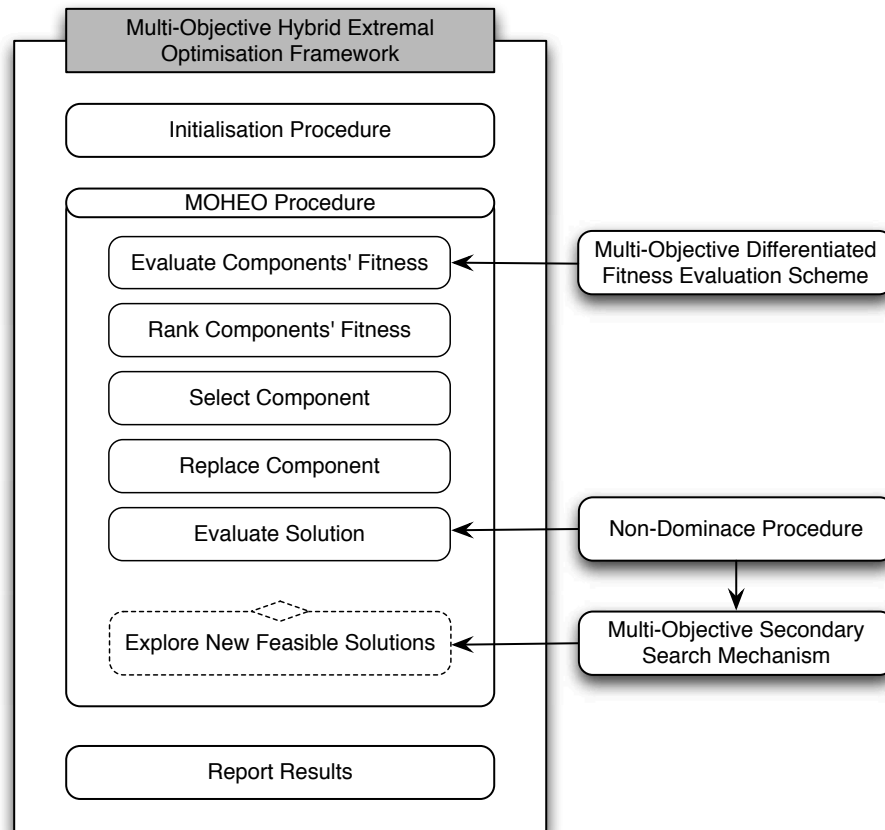 Multi-Objective Hybrid Extremal
Optimisation Framework
Initialisation Procedure
MOHEO Procedure
Evaluate Components' Fitness
Multi-Objective Differentiated
Fitness Evaluation Scheme
Rank Components' Fitness
Select Component
Replace Component
Evaluate Solution
Non-Dominace Procedure
Explore New Feasible Solutions
Multi-Objective Secondary
Search Mechanism
Report Results